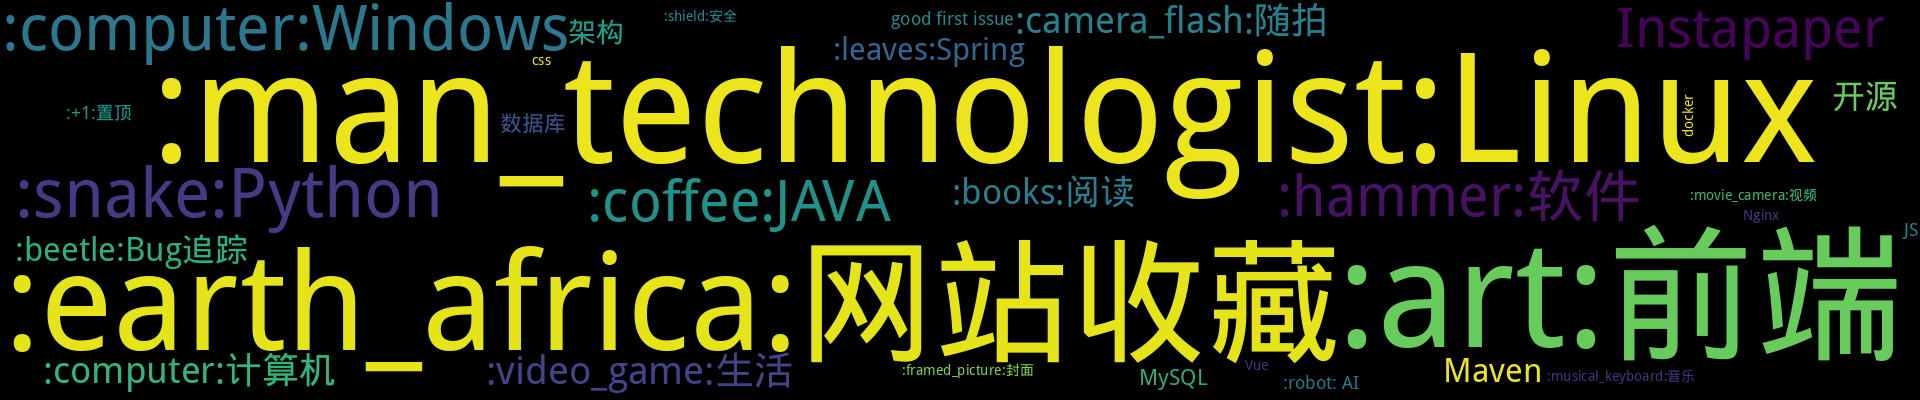 :computer:Windows
架构
:shield:安全
good first issue
:camera_flash:随拍
Instapaper
:leaves:Spring
css
:man_technologist:Linux
docker
开源
:+1:置顶
数据库
:snake:Python
:coffee:JAVA
:books:阅读
:hammer:软件
:movie_camera:视频
Nginx
JS
:beetle:Bug追踪
:earth_africa:网站收藏
:art:前端
:computer:计算机
:video_game:生活
:framed_picture:封面
MySQL
Vue
:robot: AI
Maven
:musical_keyboard:音乐